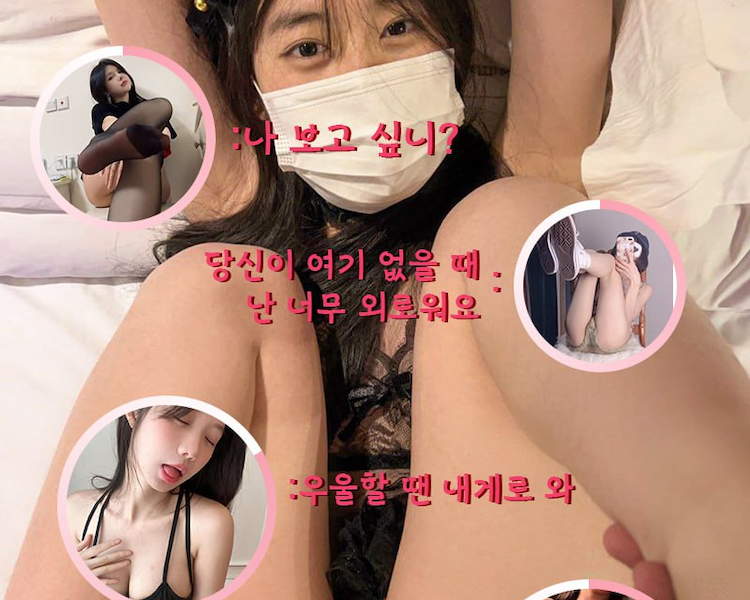 :나 보고 싶니?
당신이 여기 없을 때 :
난 너무 외로워요
:우울할 땐 내게로 와